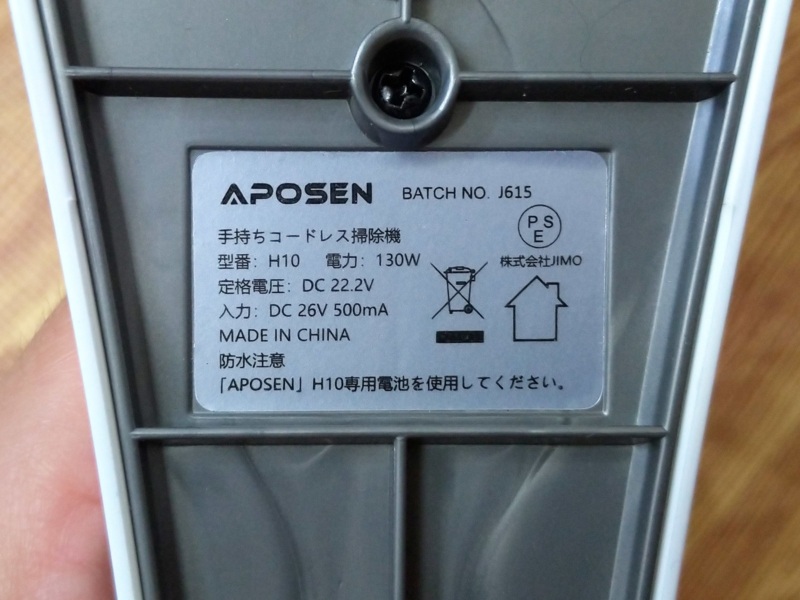 APOSEN BATCH NO. J615
手持ちコードレス掃除機
型番: H10 電力: 130W
定格電圧: DC 22.2V
入力: DC 26V 500mA
MADE IN CHINA
防水注意
「APOSEN」H10専用電池を使用してください。
PS
E
株式会社JIMO